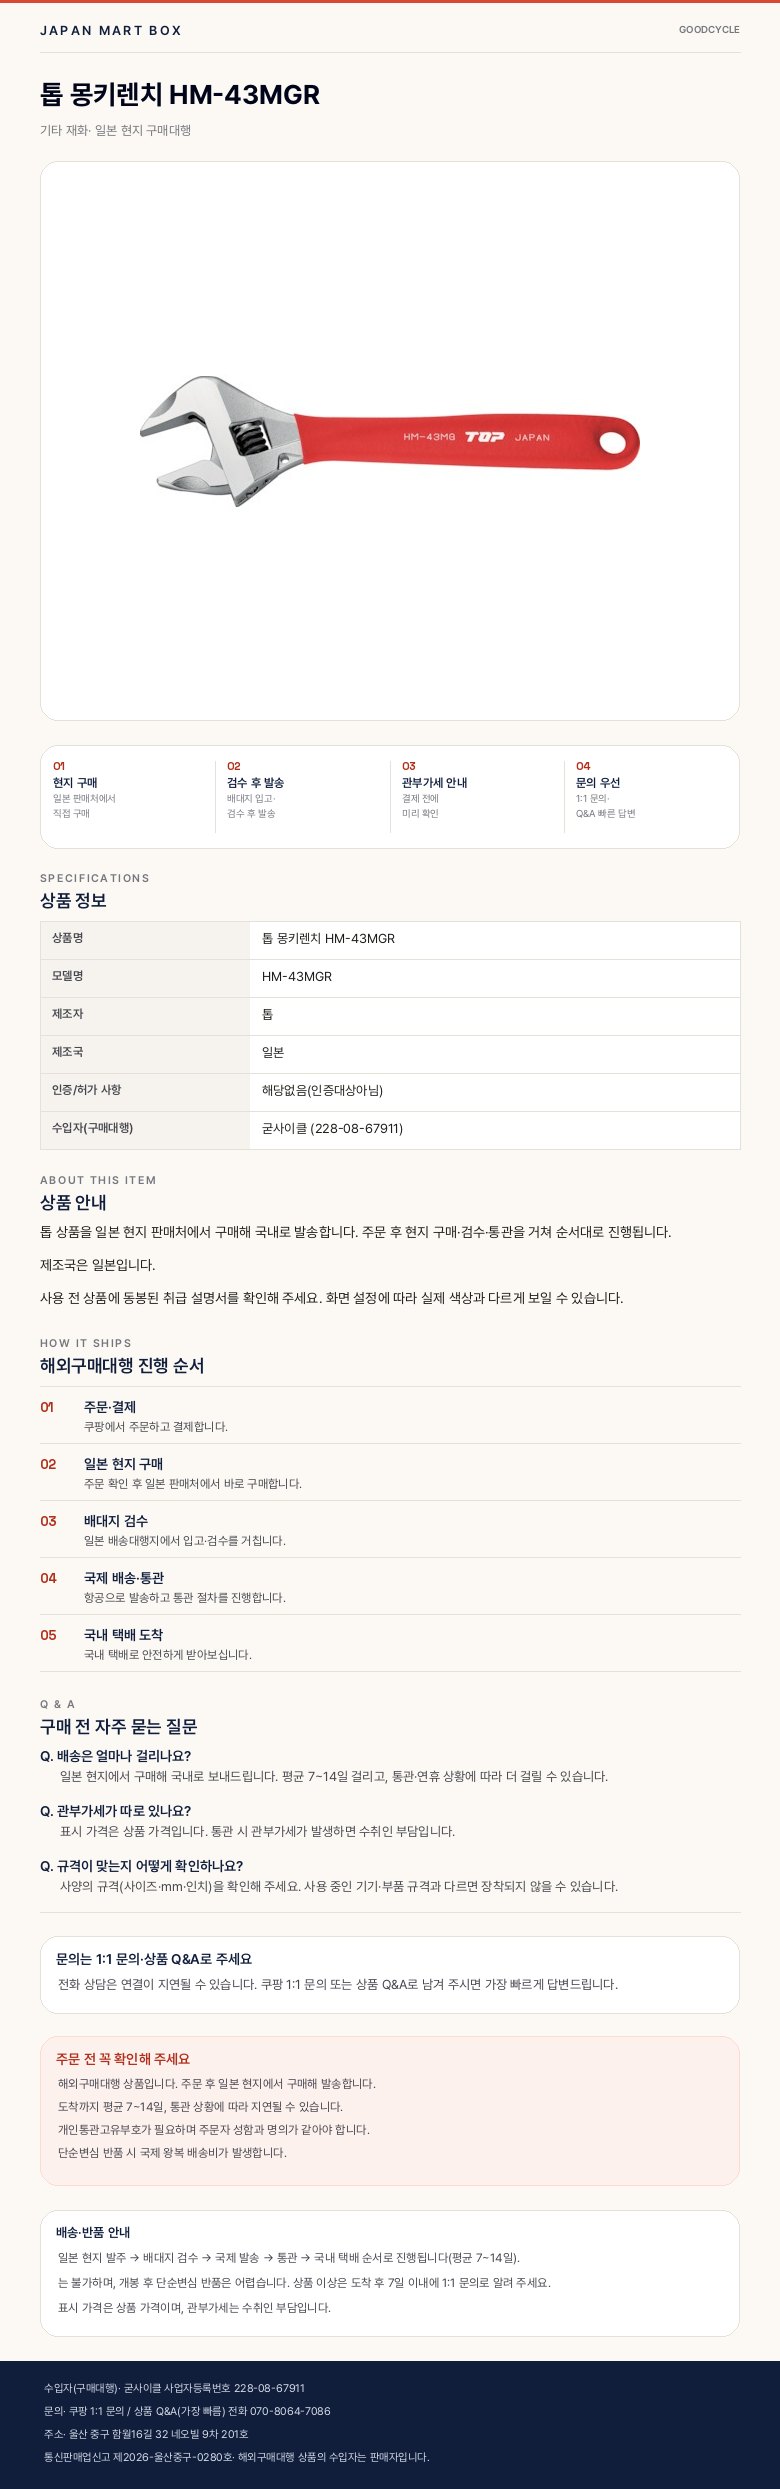 JAPAN MART BOX
GOODCYCLE
톱 몽키렌치 HM-43MGR
기타 재화· 일본 현지 구매대행
HM-43MG TOP JAPAN
01
현지 구매
일본 판매처에서
직접 구매
02
검수 후 발송
배대지 입고·
검수 후 발송
03
관부가세 안내
결제 전에
미리 확인
04
문의 우선
1:1 문의·
Q&A 빠른 답변
SPECIFICATIONS
상품 정보
상품명 톱 몽키렌치 HM-43MGR
모델명 HM-43MGR
제조자 톱
제조국 일본
인증/허가 사항 해당없음(인증대상아님)
수입자(구매대행) 굳사이클 (228-08-67911)
ABOUT THIS ITEM
상품 안내
톱 상품을 일본 현지 판매처에서 구매해 국내로 발송합니다. 주문 후 현지 구매·검수·통관을 거쳐 순서대로 진행됩니다.
제조국은 일본입니다.
사용 전 상품에 동봉된 취급 설명서를 확인해 주세요. 화면 설정에 따라 실제 색상과 다르게 보일 수 있습니다.
HOW IT SHIPS
해외구매대행 진행 순서
01 주문·결제
쿠팡에서 주문하고 결제합니다.
02 일본 현지 구매
주문 확인 후 일본 판매처에서 바로 구매합니다.
03 배대지 검수
일본 배송대행지에서 입고·검수를 거칩니다.
04 국제 배송·통관
항공으로 발송하고 통관 절차를 진행합니다.
05 국내 택배 도착
국내 택배로 안전하게 받아보십니다.
Q & A
구매 전 자주 묻는 질문
Q. 배송은 얼마나 걸리나요?
일본 현지에서 구매해 국내로 보내드립니다. 평균 7~14일 걸리고, 통관·연휴 상황에 따라 더 걸릴 수 있습니다.
Q. 관부가세가 따로 있나요?
표시 가격은 상품 가격입니다. 통관 시 관부가세가 발생하면 수취인 부담입니다.
Q. 규격이 맞는지 어떻게 확인하나요?
사양의 규격(사이즈·mm·인치)을 확인해 주세요. 사용 중인 기기·부품 규격과 다르면 장착되지 않을 수 있습니다.
문의는 1:1 문의·상품 Q&A로 주세요
전화 상담은 연결이 지연될 수 있습니다. 쿠팡 1:1 문의 또는 상품 Q&A로 남겨 주시면 가장 빠르게 답변드립니다.
주문 전 꼭 확인해 주세요
해외구매대행 상품입니다. 주문 후 일본 현지에서 구매해 발송합니다.
도착까지 평균 7~14일, 통관 상황에 따라 지연될 수 있습니다.
개인통관고유부호가 필요하며 주문자 성함과 명의가 같아야 합니다.
단순변심 반품 시 국제 왕복 배송비가 발생합니다.
배송·반품 안내
일본 현지 발주 → 배대지 검수 → 국제 발송 → 통관 → 국내 택배 순서로 진행됩니다(평균 7~14일).
는 불가하며, 개봉 후 단순변심 반품은 어렵습니다. 상품 이상은 도착 후 7일 이내에 1:1 문의로 알려 주세요.
표시 가격은 상품 가격이며, 관부가세는 수취인 부담입니다.
수입자(구매대행)· 굳사이클 사업자등록번호 228-08-67911
문의· 쿠팡 1:1 문의 / 상품 Q&A(가장 빠름) 전화 070-8064-7086
주소· 울산 중구 함월16길 32 네오빌 9차 201호
통신판매업신고 제2026-울산중구-0280호· 해외구매대행 상품의 수입자는 판매자입니다.